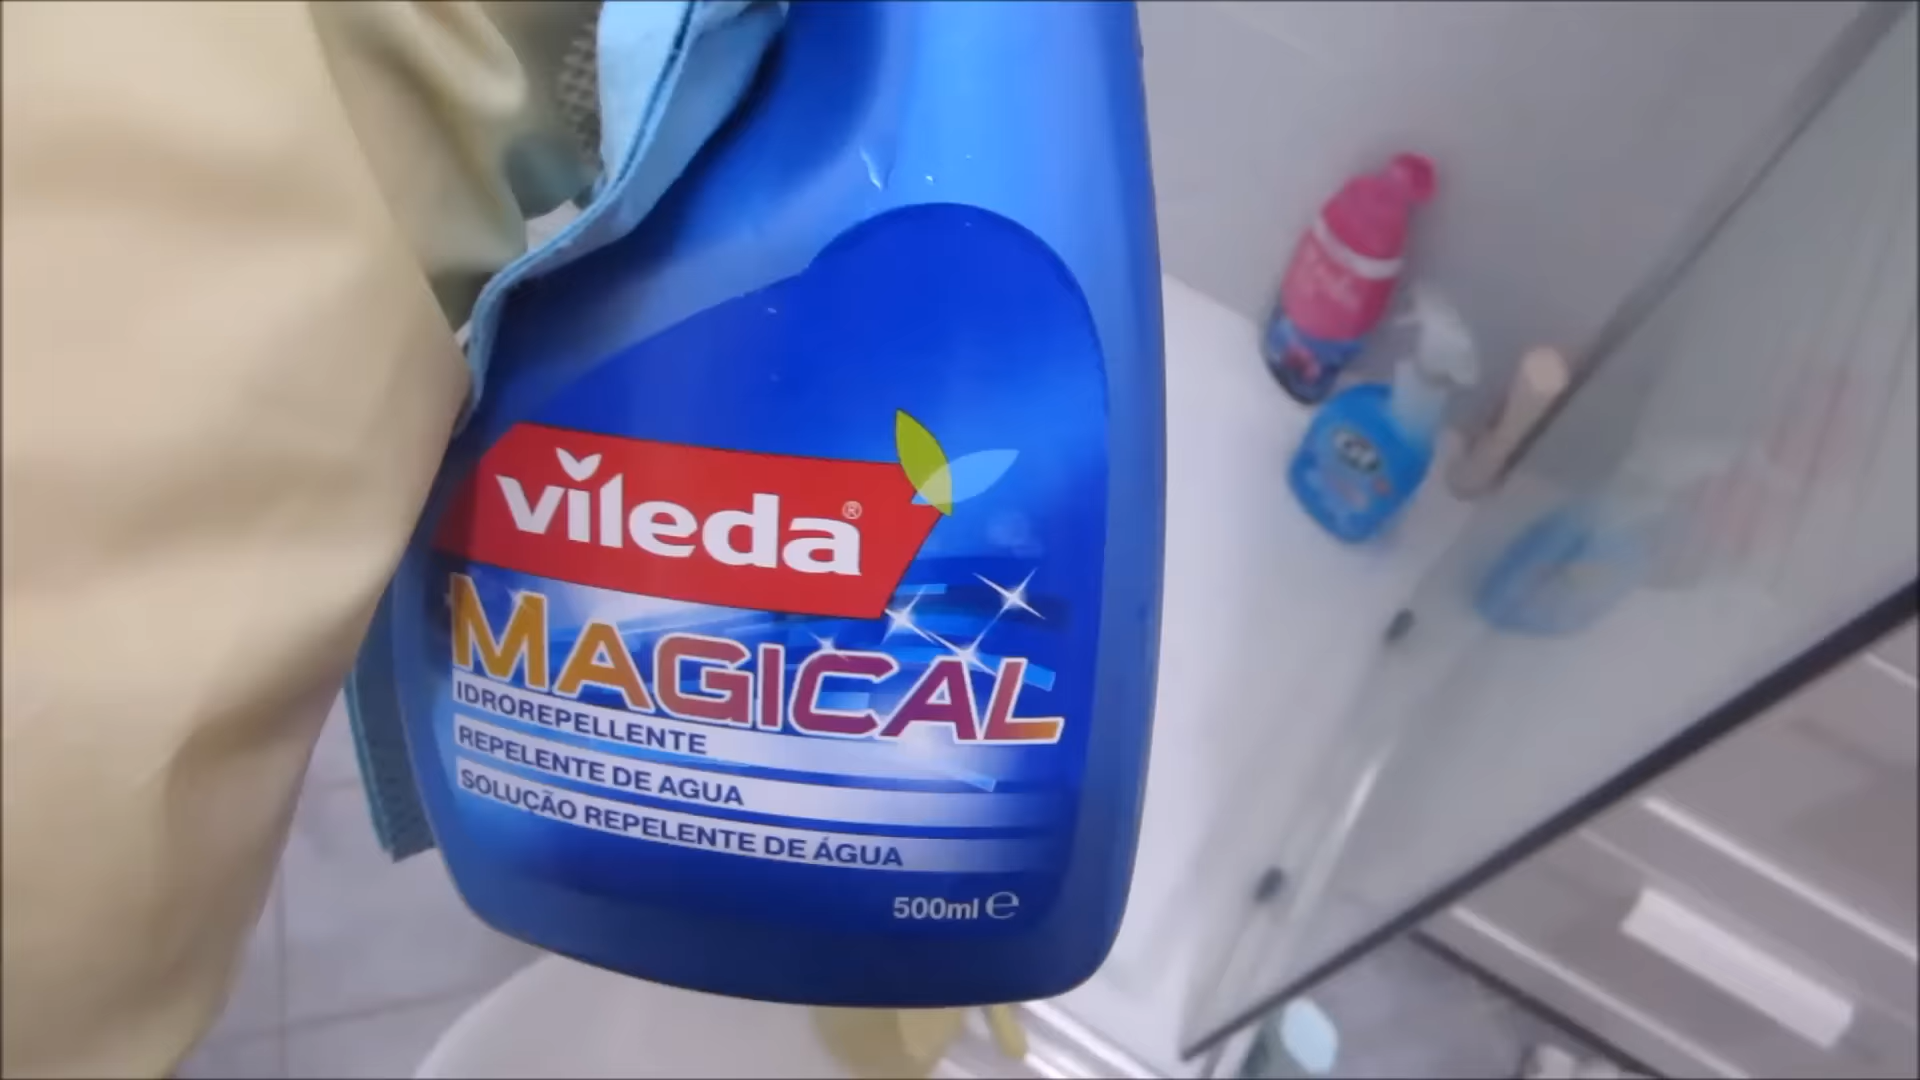 vileda®
MAGICAL
IDROREPELLENTE
REPELENTE DE AGUA
SOLUÇÃO REPELENTE DE ÁGUA
500ml ℮